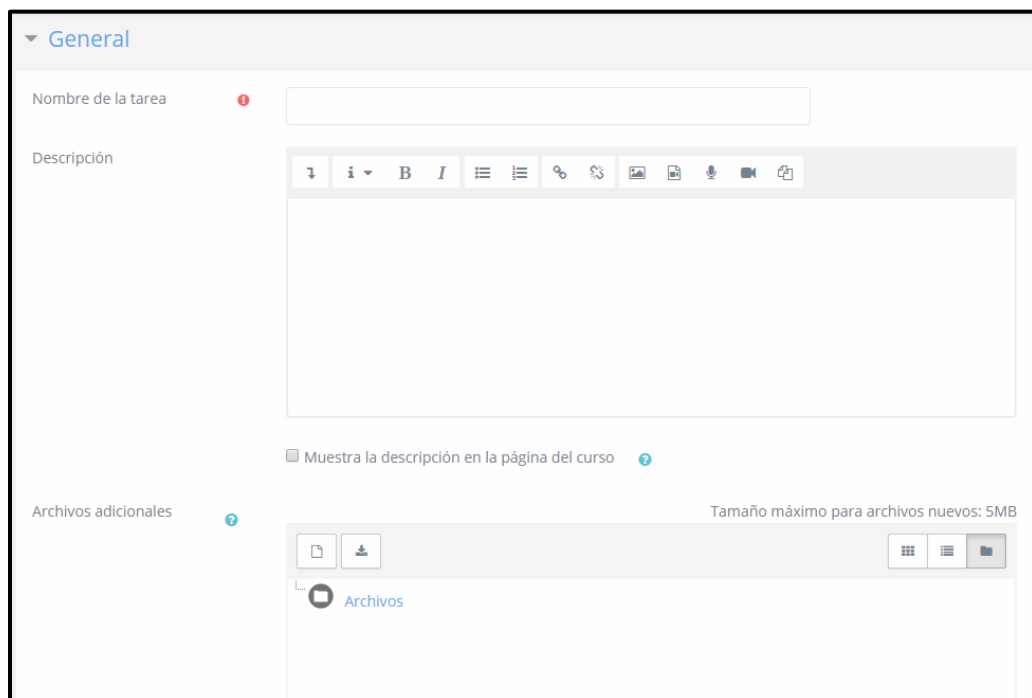 General
Nombre de la tarea
Descripción
i B I
Muestra la descripción en la página del curso
Archivos adicionales
Tamaño máximo para archivos nuevos: 5MB
Archivos